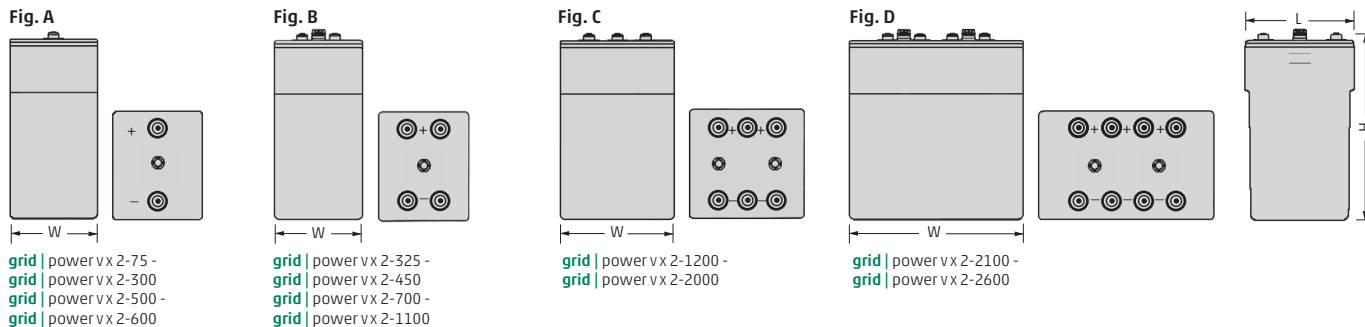 Fig. A
Fig. B
Fig. C
Fig. D
L
H
+
−
+
−
+ +
− −
+ + +
− − −
W
W
W
W
grid | power v x 2-75 -
grid | power v x 2-300
grid | power v x 2-500 -
grid | power v x 2-600
grid | power v x 2-325 -
grid | power v x 2-450
grid | power v x 2-700 -
grid | power v x 2-1100
grid | power v x 2-1200 -
grid | power v x 2-2000
grid | power v x 2-2100 -
grid | power v x 2-2600